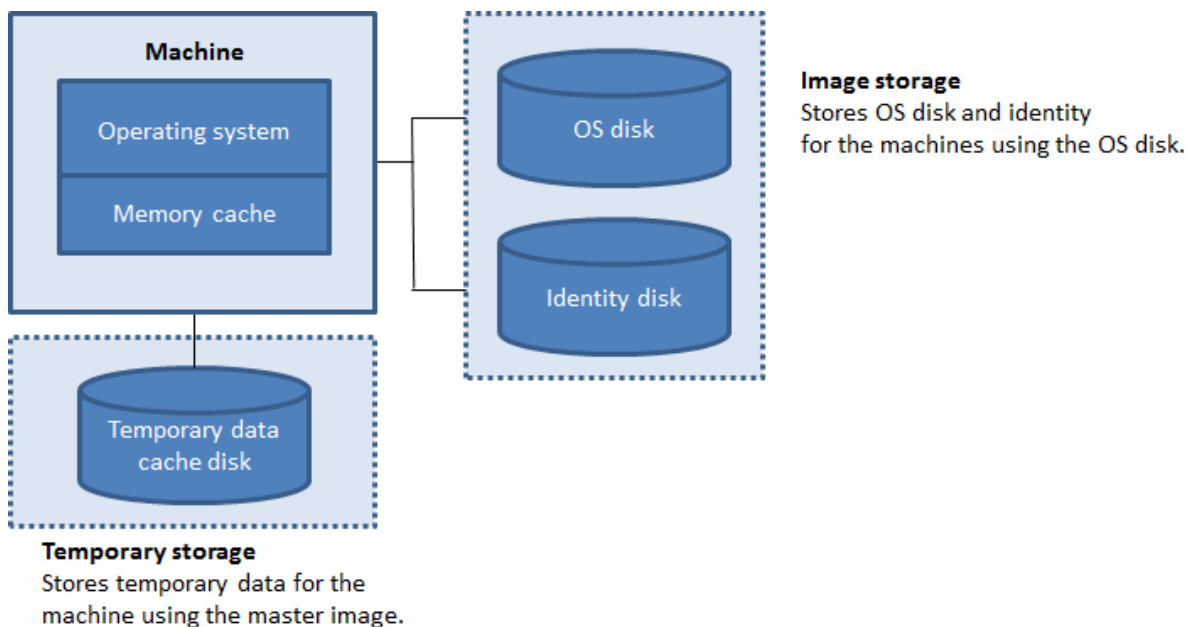 Machine
Operating system
Memory cache
OS disk
Identity disk
Image storage
Stores OS disk and identity
for the machines using the OS disk.
Temporary data
cache disk
Temporary storage
Stores temporary data for the
machine using the master image.